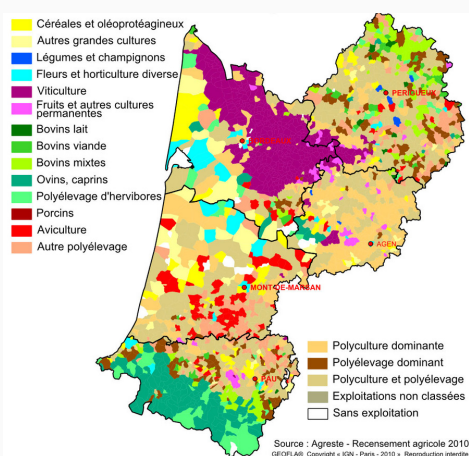 Céréales et oléoprotéagineux
Autres grandes cultures
Légumes et champignons
Fleurs et horticulture diverse
Viticulture
Fruits et autres cultures
permanentes
Bovins lait
Bovins viande
Bovins mixtes
Ovins, caprins
Polyélevage d'hervibores
Porcins
Aviculture
Autre polyélevage
PERIGUEUX
AGEN
MONT-DE-MARSAN
PAU
Polyculture dominante
Polyélevage dominant
Polyculture et polyélevage
Exploitations non classées
Sans exploitation
Source : Agreste - Recensement agricole 2010
GEOFLA® Copyright « IGN - Paris - 2010 » Reproduction interdite